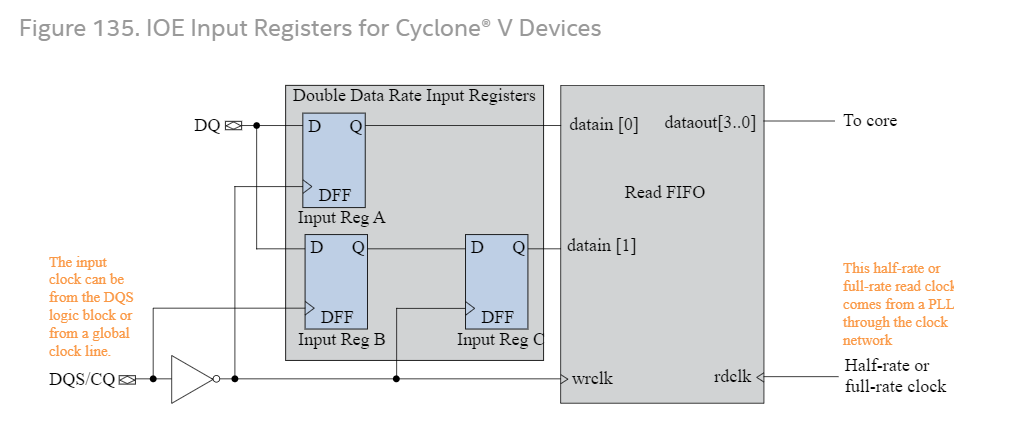 Figure 135. IOE Input Registers for Cyclone® V Devices
Double Data Rate Input Registers
DQ
D Q
DFF
Input Reg A
datain [0] dataout[3..0]
To core
Read FIFO
D Q
DFF
Input Reg B
D Q
DFF
Input Reg C
datain [1]
The input
clock can be
from the DQS
logic block or
from a global
clock line.
DQS/CQ
wrclk
rdclk
This half-rate or
full-rate read clock
comes from a PLL
through the clock
network
Half-rate or
full-rate clock